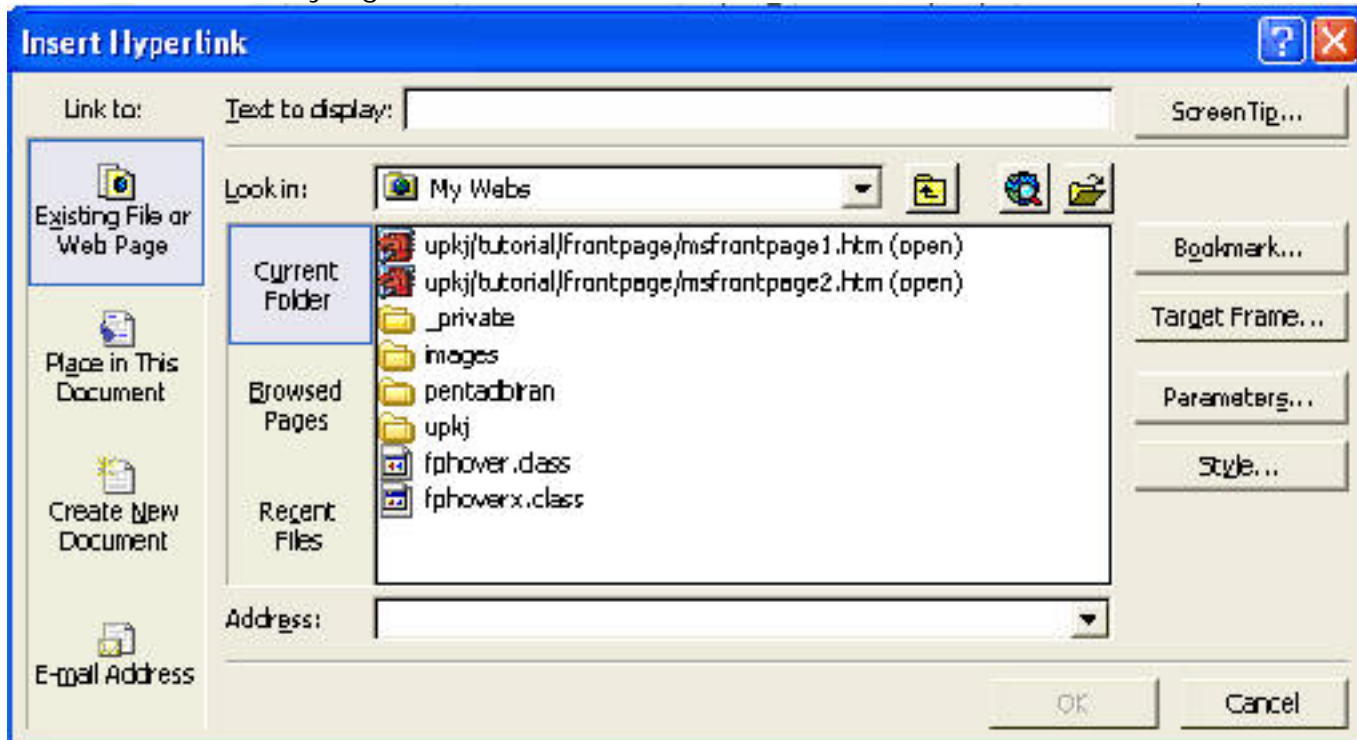 Insert Hyperlink
Link to:
Text to display:
ScreenTip...
Existing File or
Web Page
Look in:
My Webs
Current
Folder
upkj/tutorial/frontpage/msfrontpage1.htm (open)
upkj/tutorial/frontpage/msfrontpage2.htm (open)
_private
images
pentadbiran
upkj
fphover.class
fphoverx.class
Bookmark...
Target Frame...
Parameters...
Style...
Place in This
Document
Browsed
Pages
Create New
Document
Recent
Files
Address:
E-mail Address
OK
Cancel